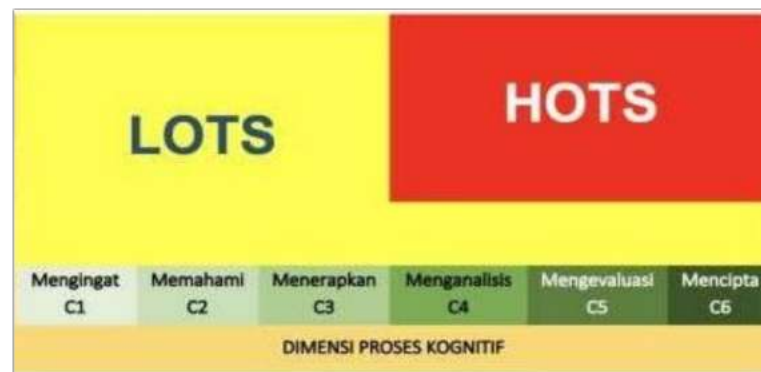 LOTS
HOTS
Mengingat Memahami Menerapkan Menganalisis Mengevaluasi Mencipta
C1 C2 C3 C4 C5 C6
DIMENSI PROSES KOGNITIF